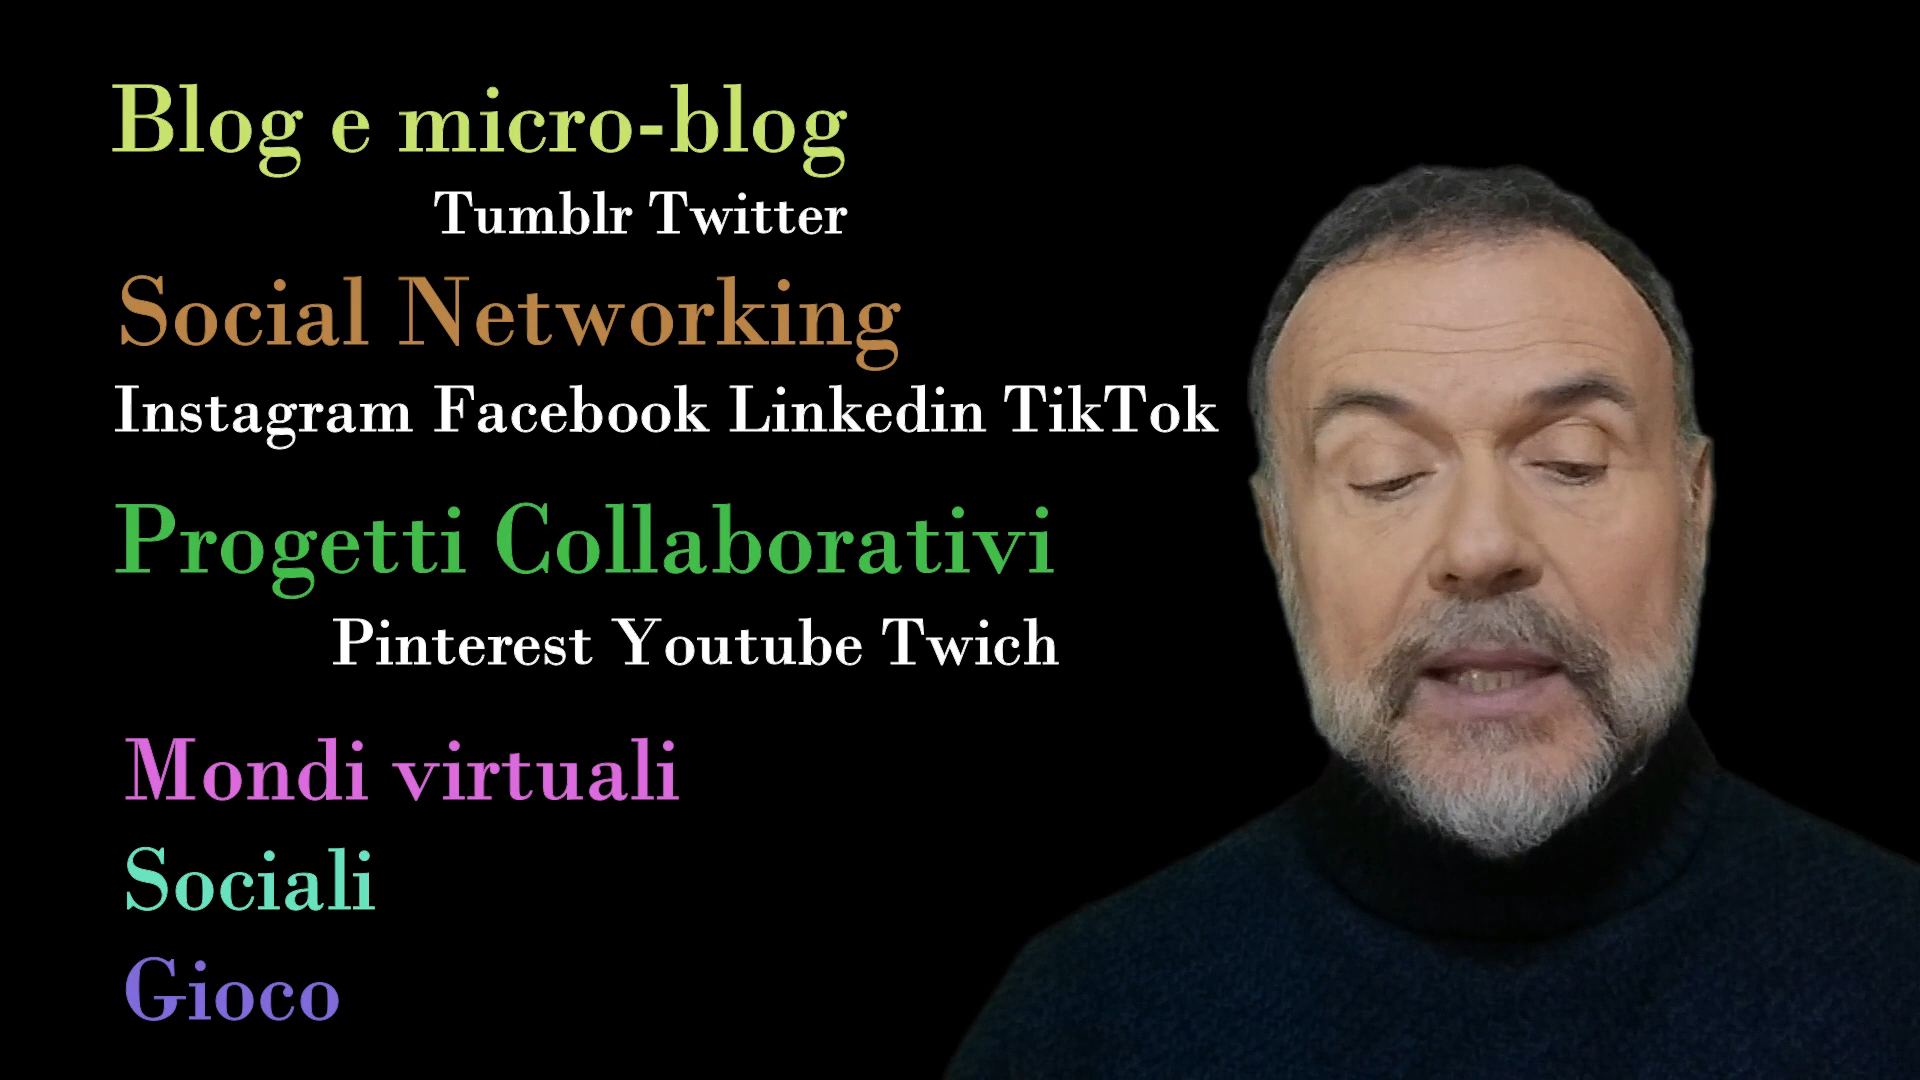 Blog e micro-blog
Tumblr Twitter
Social Networking
Instagram Facebook Linkedin TikTok
Progetti Collaborativi
Pinterest Youtube Twich
Mondi virtuali
Sociali
Gioco